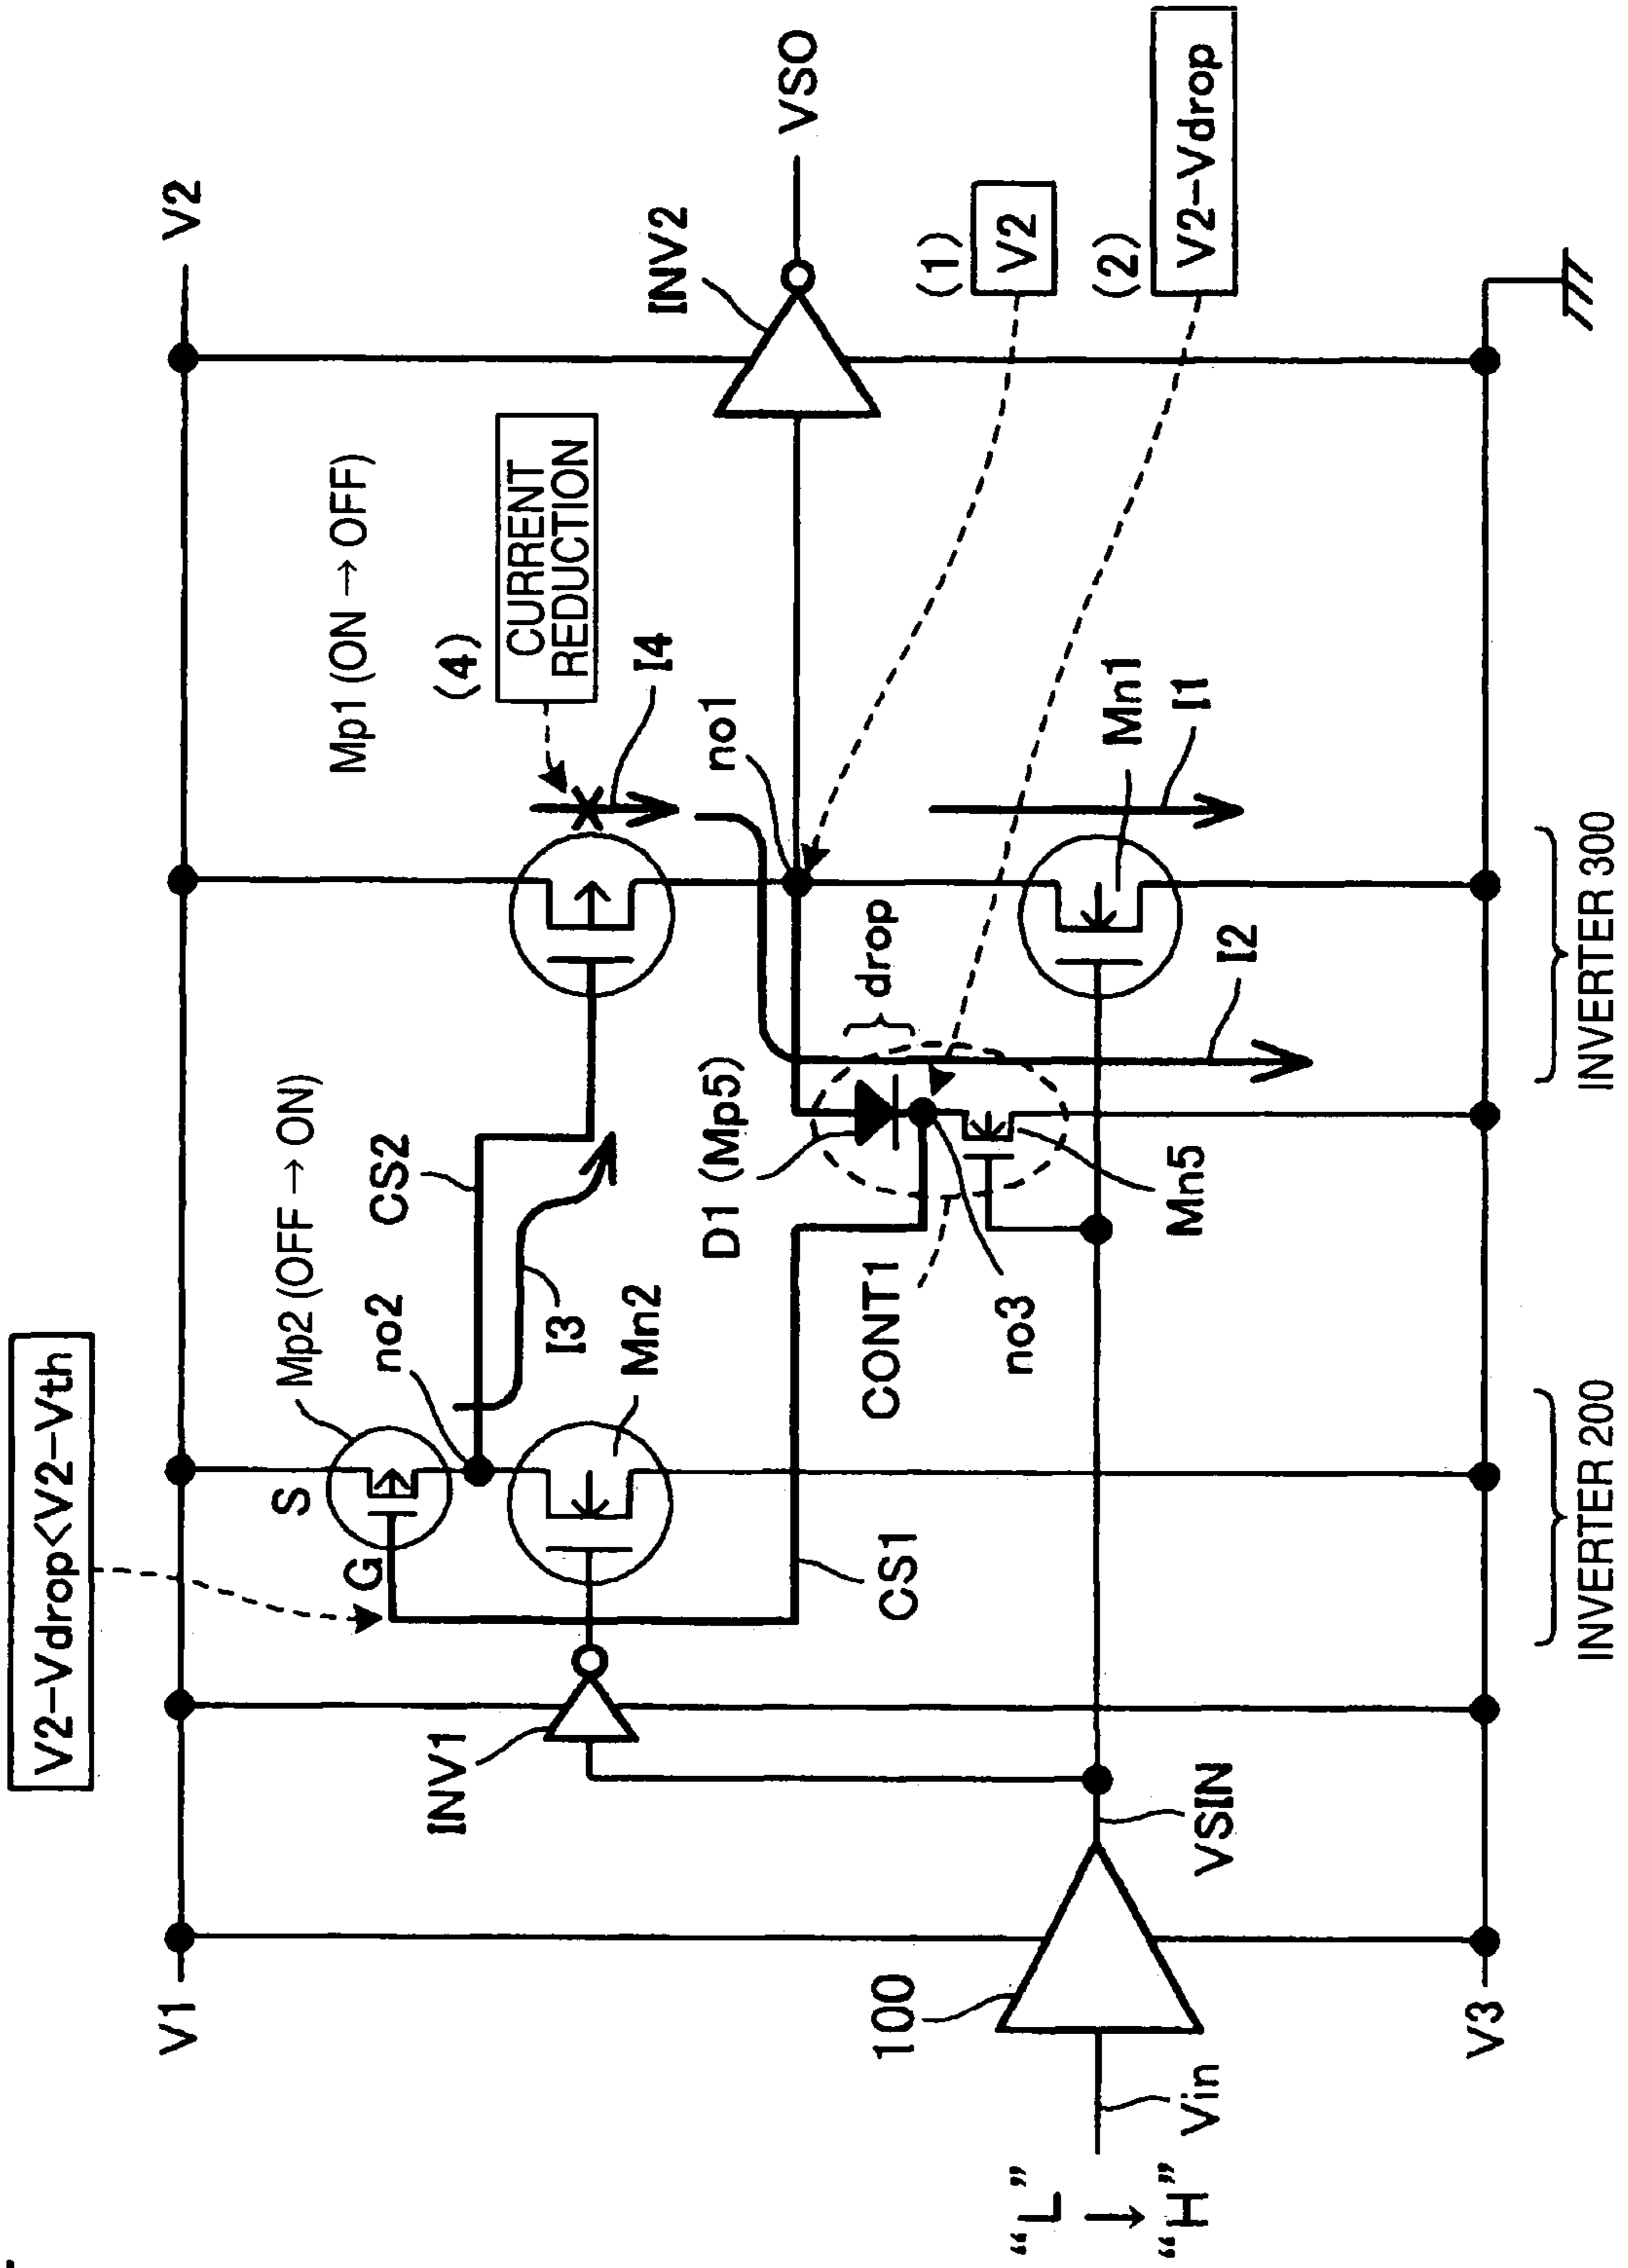 V2-Vdrop<V2-Vth
V1
V2
Mp2 (OFF → ON)
S
G
no2
CS2
I3
Mn2
INV1
CS1
Mp1 (ON → OFF)
(4)
CURRENT
REDUCTION
I4
no1
INV2
VSO
D1 (Mp5)
drop
CONT1
no3
Mn5
Mn1
I1
I2
(1)
V2
(2)
V2-Vdrop
100
VSIN
Vin
"L"
→
"H"
V3
INVERTER 200
INVERTER 300